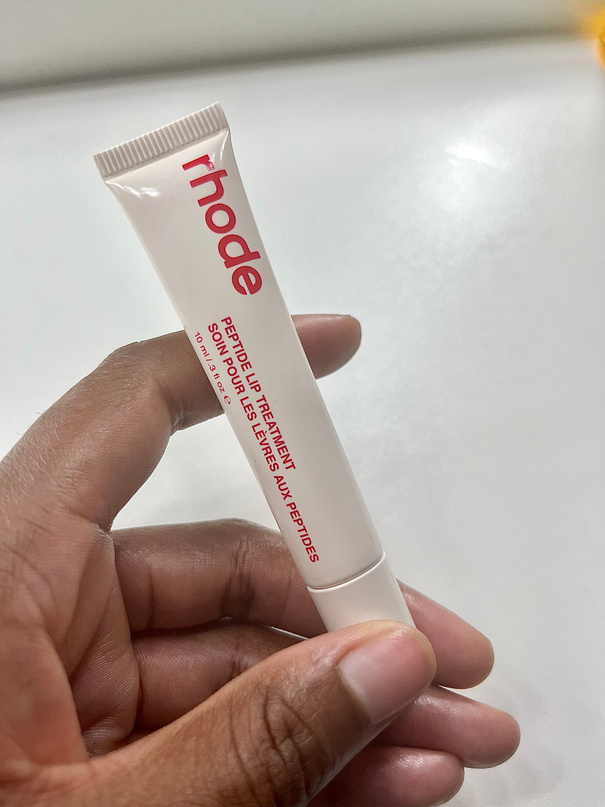 rhode
PEPTIDE LIP TREATMENT
SOIN POUR LES LÈVRES AUX PEPTIDES
10 ml / .3 fl oz ℮